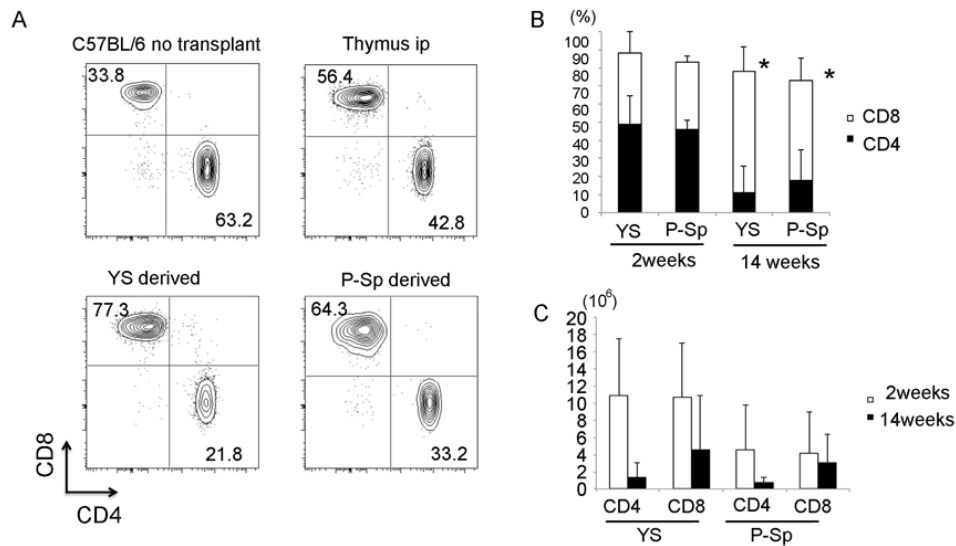 A
C57BL/6 no transplant
33.8
63.2
Thymus ip
56.4
42.8
YS derived
77.3
21.8
P-Sp derived
64.3
33.2
CD8
CD4
B
(%)
100
90
80
70
60
50
40
30
20
10
0
*
*
CD8
CD4
YS P-Sp YS P-Sp
2weeks 14 weeks
C
(10⁶)
20
18
16
14
12
10
8
6
4
2
0
2weeks
14weeks
CD4 CD8 CD4 CD8
YS P-Sp